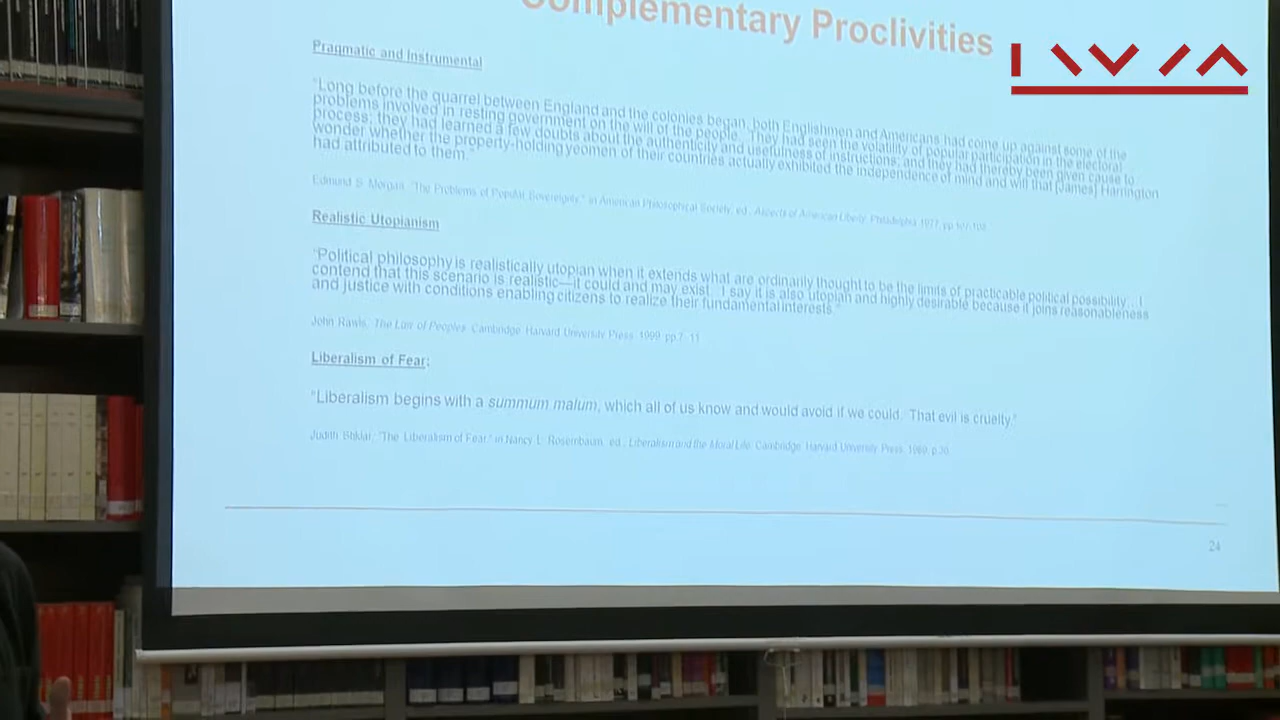 Complementary Proclivities
Pragmatic and Instrumental
"Long before the quarrel between England and the colonies began, both Englishmen and Americans had come up against some of the
problems involved in resting government on the will of the people. They had seen the volatility of popular participation in the electoral
process; they had learned a few doubts about the authenticity and usefulness of instructions; and they had thereby been given cause to
wonder whether the property-holding yeomen of their countries actually exhibited the independence of mind and will that [James] Harrington
had attributed to them."
Edmund S. Morgan, "The Problems of Popular Sovereignty," in American Philosophical Society, ed., Aspects of American Liberty. Philadelphia 1977, pp.107-108
Realistic Utopianism
"Political philosophy is realistically utopian when it extends what are ordinarily thought to be the limits of practicable political possibility…I
contend that this scenario is realistic—it could and may exist…I say it is also utopian and highly desirable because it joins reasonableness
and justice with conditions enabling citizens to realize their fundamental interests."
John Rawls, The Law of Peoples. Cambridge: Harvard University Press, 1999, pp.7, 11
Liberalism of Fear:
"Liberalism begins with a summum malum, which all of us know and would avoid if we could. That evil is cruelty."
Judith Shklar, "The Liberalism of Fear," in Nancy L. Rosenbaum, ed., Liberalism and the Moral Life. Cambridge: Harvard University Press, 1989, p.30
24